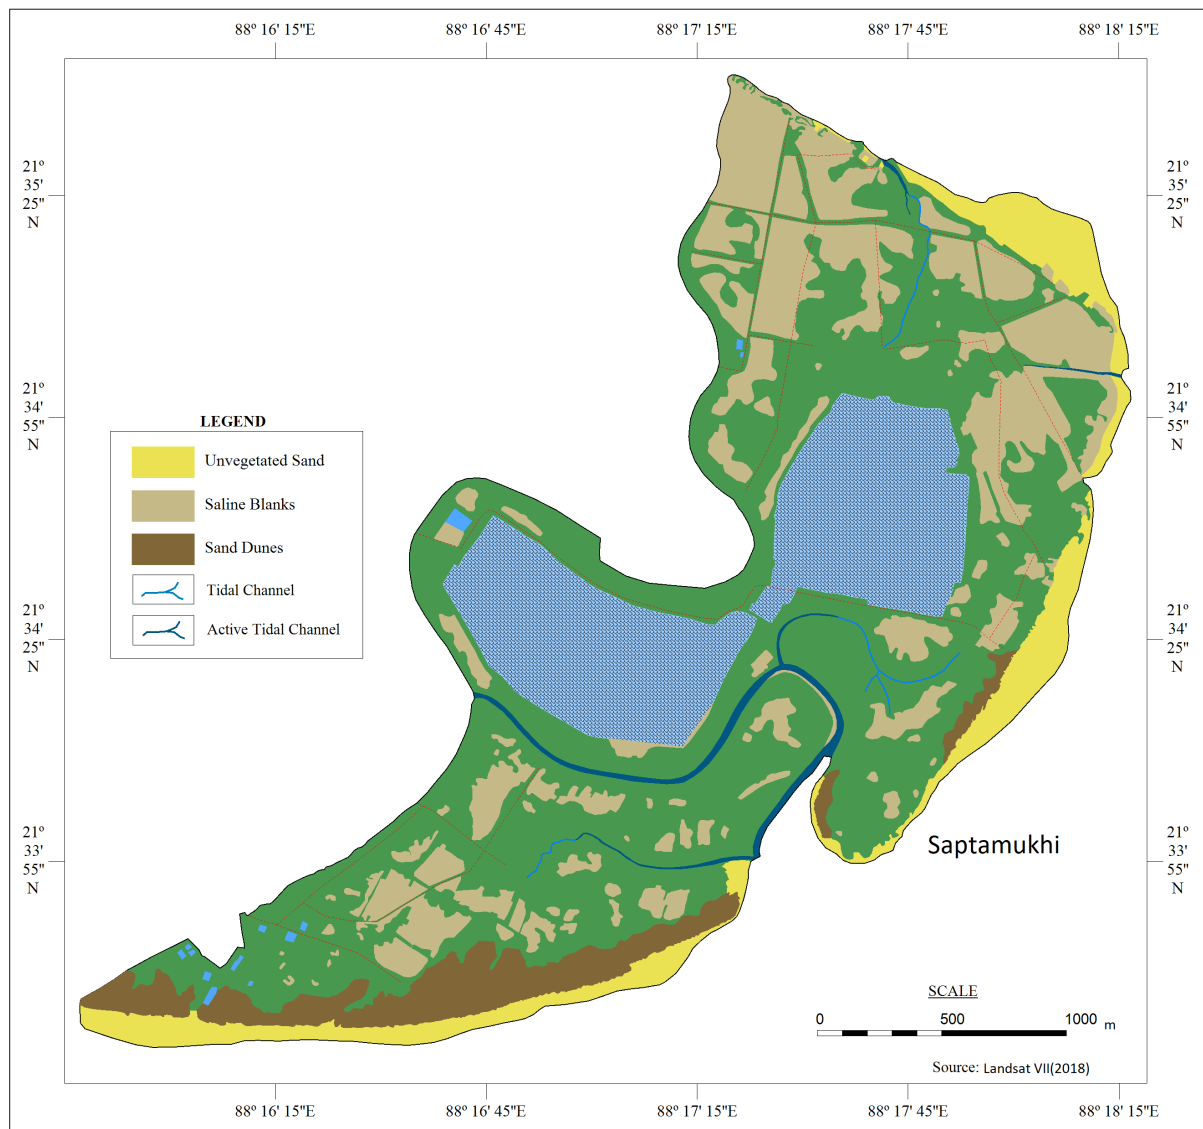 88º 16' 15"E 88º 16' 45"E 88º 17' 15"E 88º 17' 45"E 88º 18' 15"E
21º 21º
35' 35'
25" 25"
N N
21º 21º
34' 34'
55" 55"
N N
LEGEND
Unvegetated Sand
Saline Blanks
Sand Dunes
Tidal Channel
Active Tidal Channel
21º 21º
34' 34'
25" 25"
N N
21º 21º
33' 33'
55" 55"
N N
Saptamukhi
SCALE
0 500 1000 m
Source: Landsat VII(2018)
88º 16' 15"E 88º 16' 45"E 88º 17' 15"E 88º 17' 45"E 88º 18' 15"E